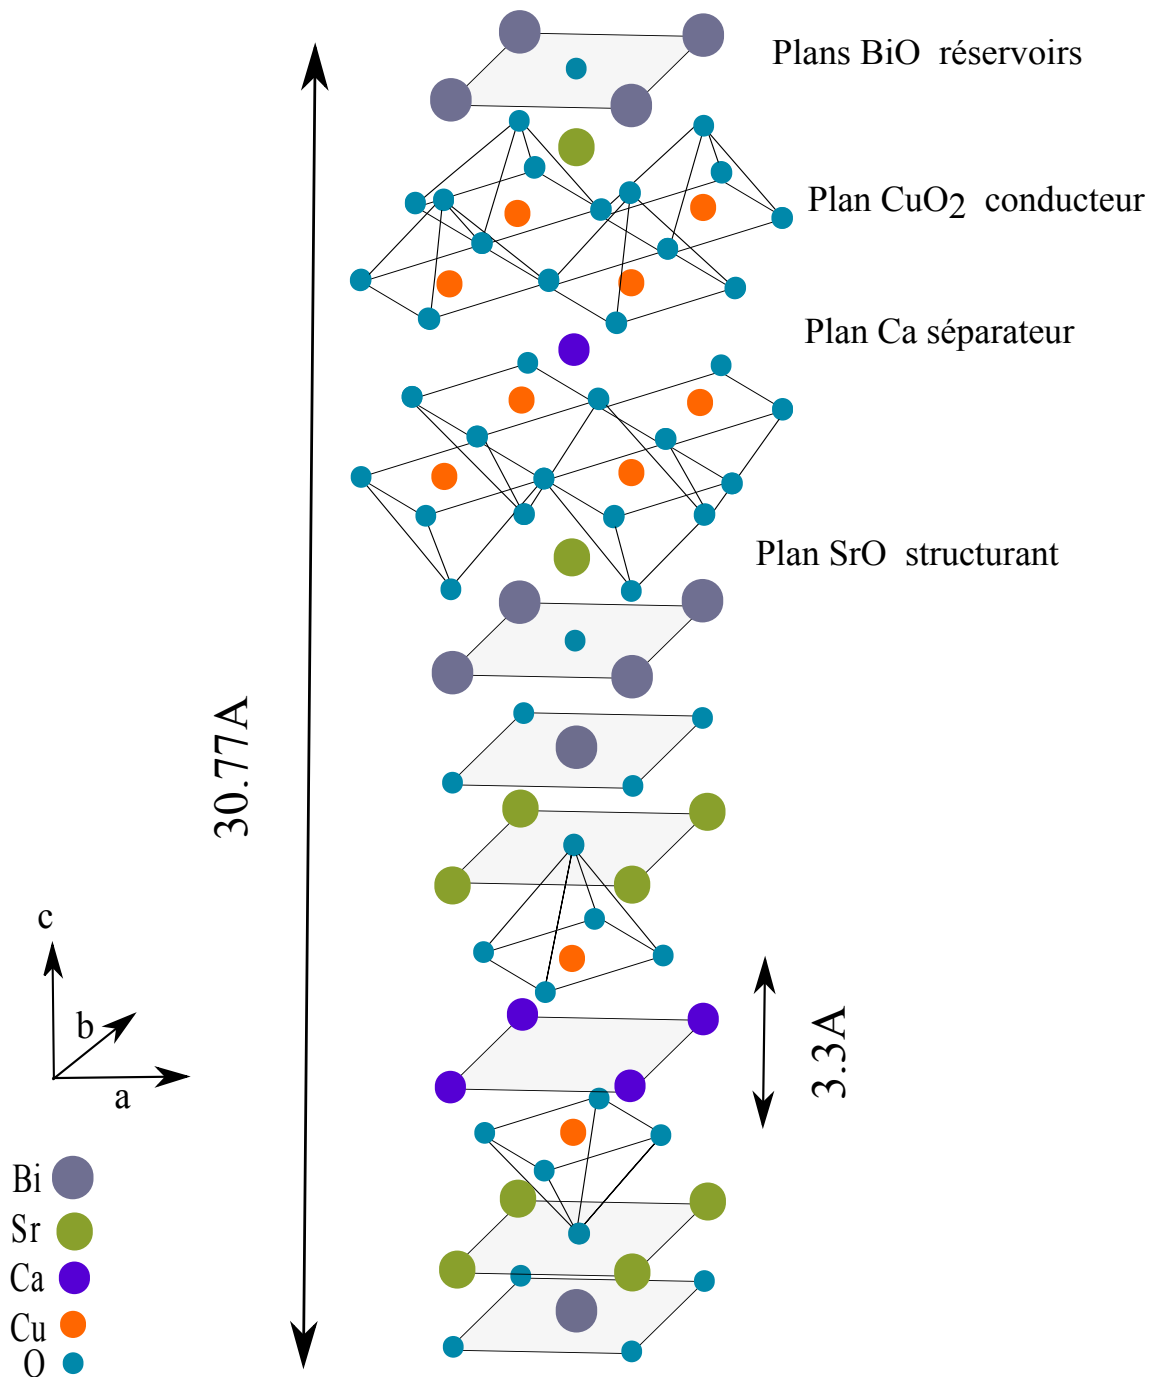 Plans BiO réservoirs
Plan CuO2 conducteur
Plan Ca séparateur
Plan SrO structurant
30.77A
3.3A
c
b
a
Bi
Sr
Ca
Cu
O